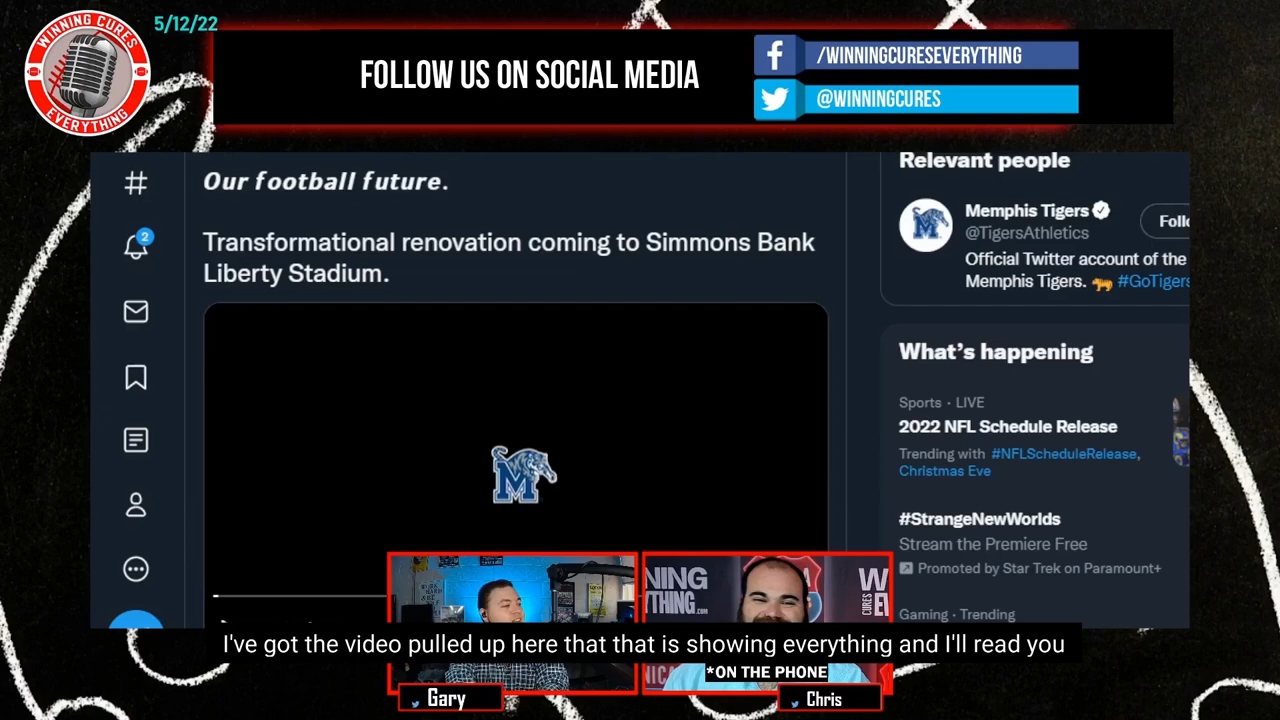 WINNING CURES
EVERYTHING
5/12/22
FOLLOW US ON SOCIAL MEDIA
/WINNINGCURESEVERYTHING
@WINNINGCURES
Our football future.
Transformational renovation coming to Simmons Bank
Liberty Stadium.
2
M
Relevant people
Memphis Tigers
@TigersAthletics
Follo
Official Twitter account of the
Memphis Tigers. 🐅 #GoTigers
What's happening
Sports · LIVE
2022 NFL Schedule Release
Trending with #NFLScheduleRelease,
Christmas Eve
#StrangeNewWorlds
Stream the Premiere Free
Promoted by Star Trek on Paramount+
Gaming · Trending
NING
YTHING.COM
I've got the video pulled up here that that is showing everything and I'll read you
*ON THE PHONE
Gary
Chris